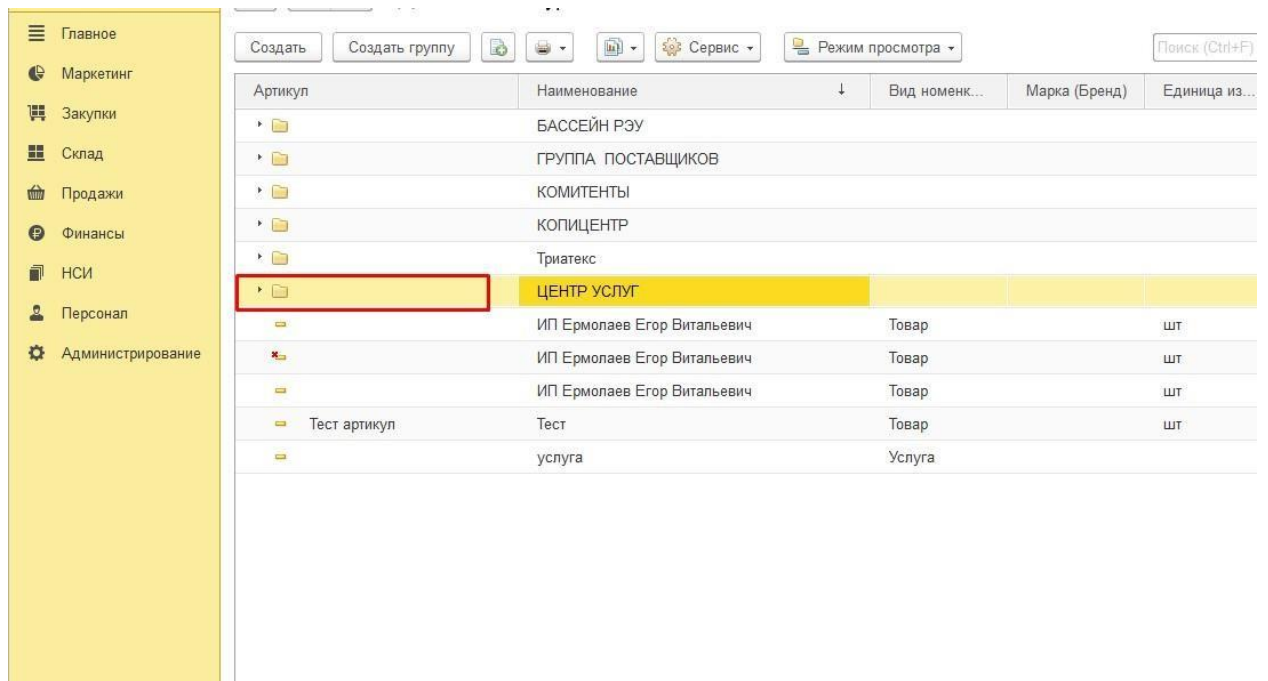 Главное
Маркетинг
Закупки
Склад
Продажи
Финансы
НСИ
Персонал
Администрирование
Создать Создать группу Сервис Режим просмотра Поиск (Ctrl+F)
Артикул Наименование ↓ Вид номенк... Марка (Бренд) Единица из...
БАССЕЙН РЭУ
ГРУППА ПОСТАВЩИКОВ
КОМИТЕНТЫ
КОПИЦЕНТР
Триатекс
ЦЕНТР УСЛУГ
ИП Ермолаев Егор Витальевич Товар шт
ИП Ермолаев Егор Витальевич Товар шт
ИП Ермолаев Егор Витальевич Товар шт
Тест артикул Тест Товар шт
услуга Услуга